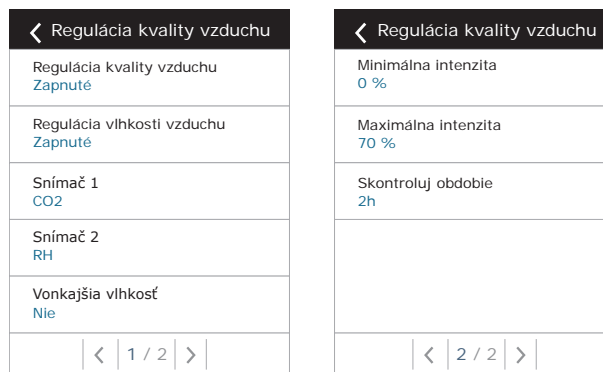 Regulácia kvality vzduchu
Regulácia kvality vzduchu
Zapnuté
Regulácia vlhkosti vzduchu
Zapnuté
Snímač 1
CO2
Snímač 2
RH
Vonkajšia vlhkosť
Nie
1 / 2
Regulácia kvality vzduchu
Minimálna intenzita
0 %
Maximálna intenzita
70 %
Skontroluj obdobie
2h
2 / 2